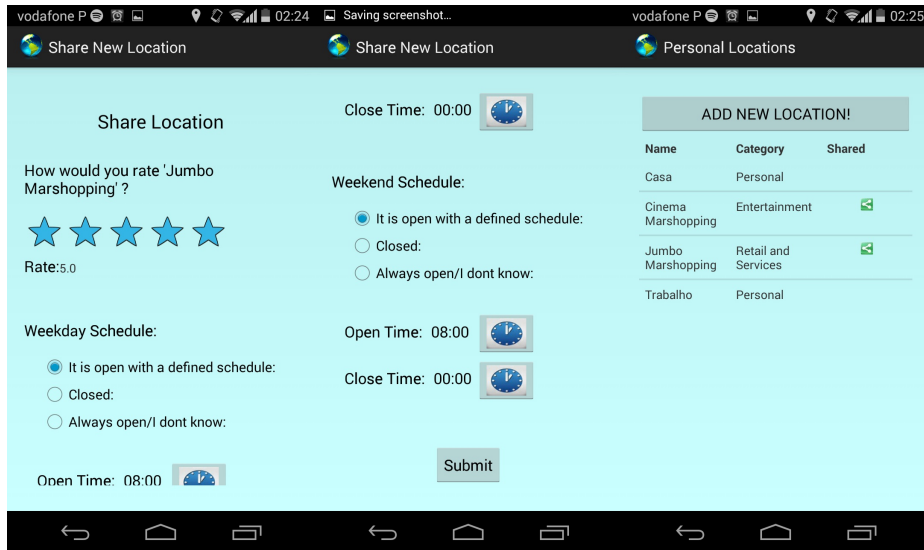 vodafone P 02:24
Share New Location
Share Location
How would you rate 'Jumbo
Marshopping' ?
Rate:5.0
Weekday Schedule:
It is open with a defined schedule:
Closed:
Always open/I dont know:
Open Time: 08:00
Saving screenshot...
Share New Location
Close Time: 00:00
Weekend Schedule:
It is open with a defined schedule:
Closed:
Always open/I dont know:
Open Time: 08:00
Close Time: 00:00
Submit
vodafone P 02:25
Personal Locations
ADD NEW LOCATION!
Name Category Shared
Casa Personal
Cinema Entertainment
Marshopping
Jumbo Retail and
Marshopping Services
Trabalho Personal